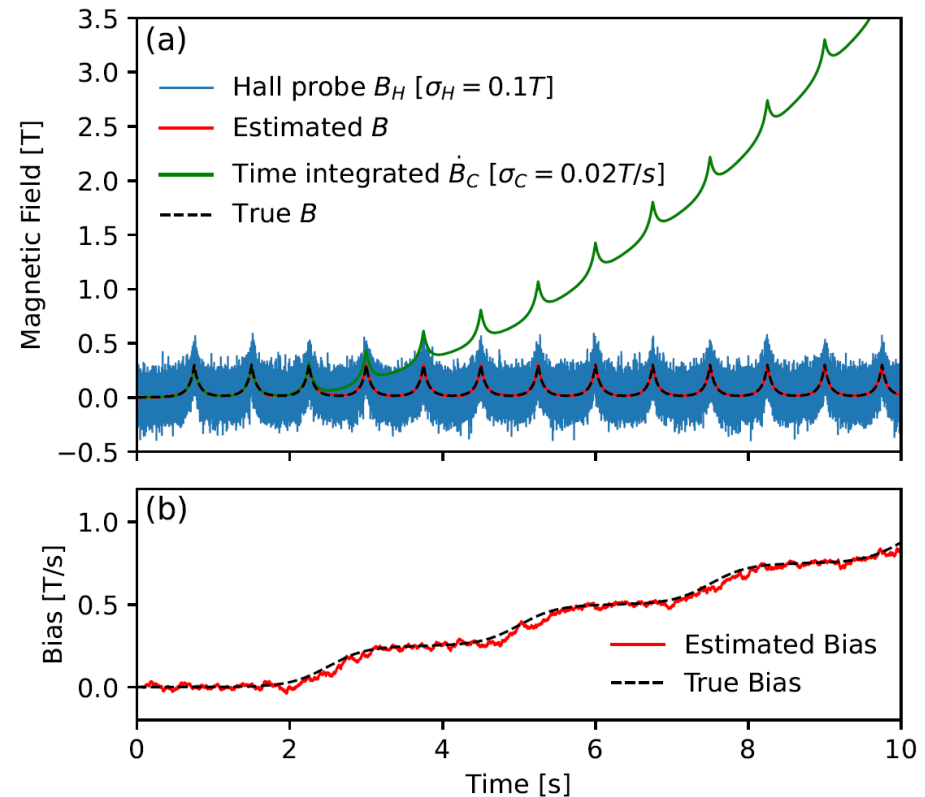 (a)
Hall probe B_H [σ_H = 0.1T]
Estimated B
Time integrated Ḃ_C [σ_C = 0.02T/s]
True B
Magnetic Field [T]
3.5
3.0
2.5
2.0
1.5
1.0
0.5
0.0
−0.5
(b)
Bias [T/s]
1.0
0.5
0.0
Estimated Bias
True Bias
0 2 4 6 8 10
Time [s]